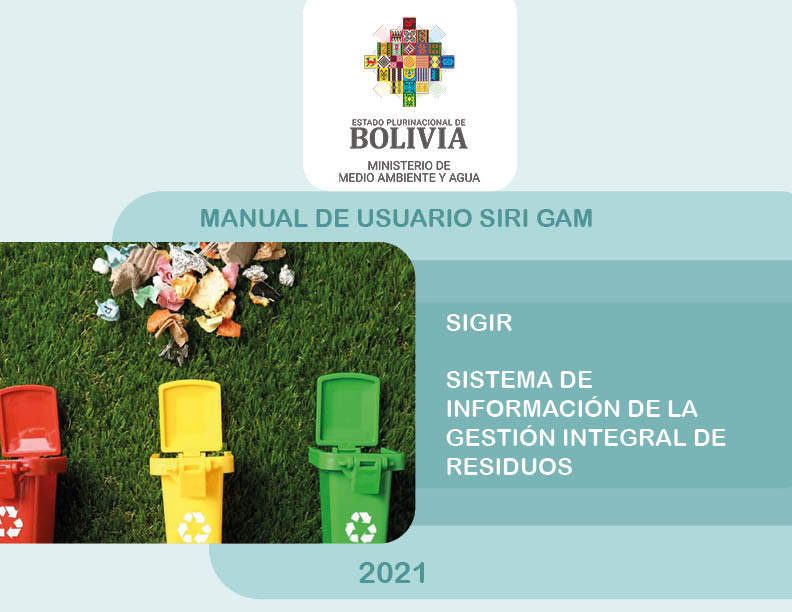 ESTADO PLURINACIONAL DE
BOLIVIA
MINISTERIO DE
MEDIO AMBIENTE Y AGUA
MANUAL DE USUARIO SIRI GAM
SIGIR
SISTEMA DE
INFORMACIÓN DE LA
GESTIÓN INTEGRAL DE
RESIDUOS
2021